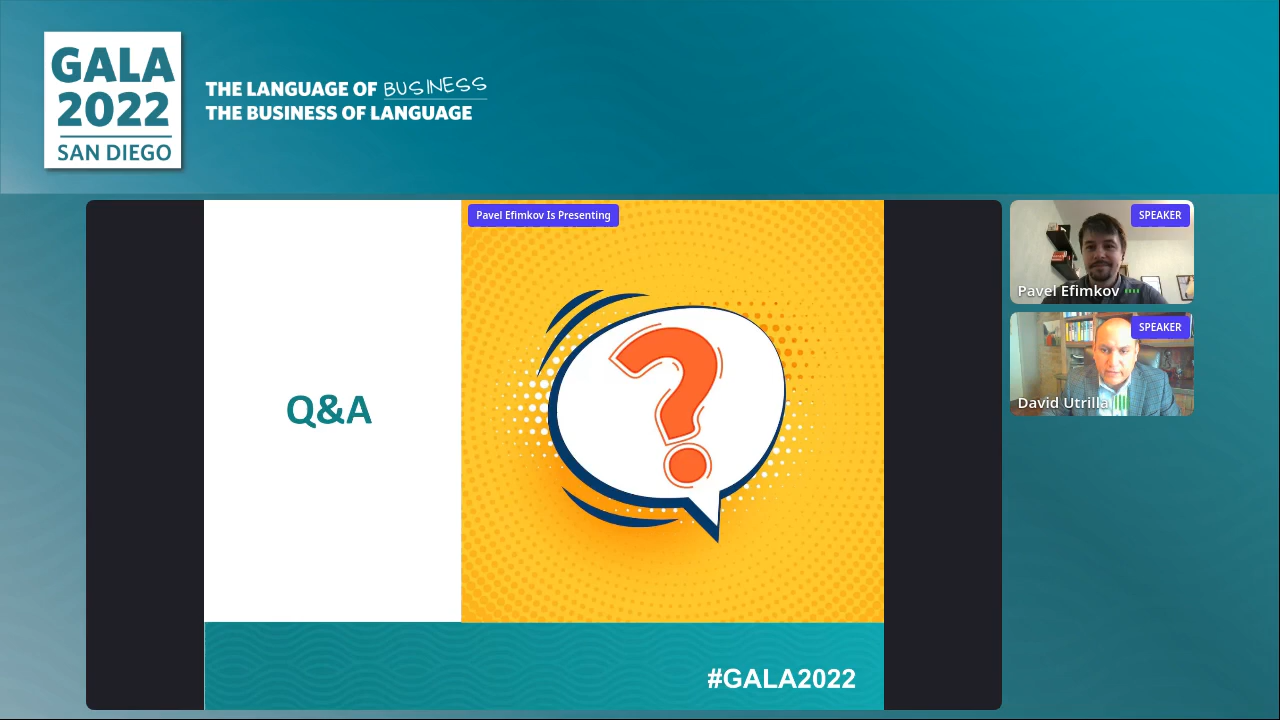 GALA
2022
SAN DIEGO
THE LANGUAGE OF BUSINESS
THE BUSINESS OF LANGUAGE
Pavel Efimkov Is Presenting
Q&A
?
#GALA2022
SPEAKER
Pavel Efimkov
SPEAKER
David Utrilla